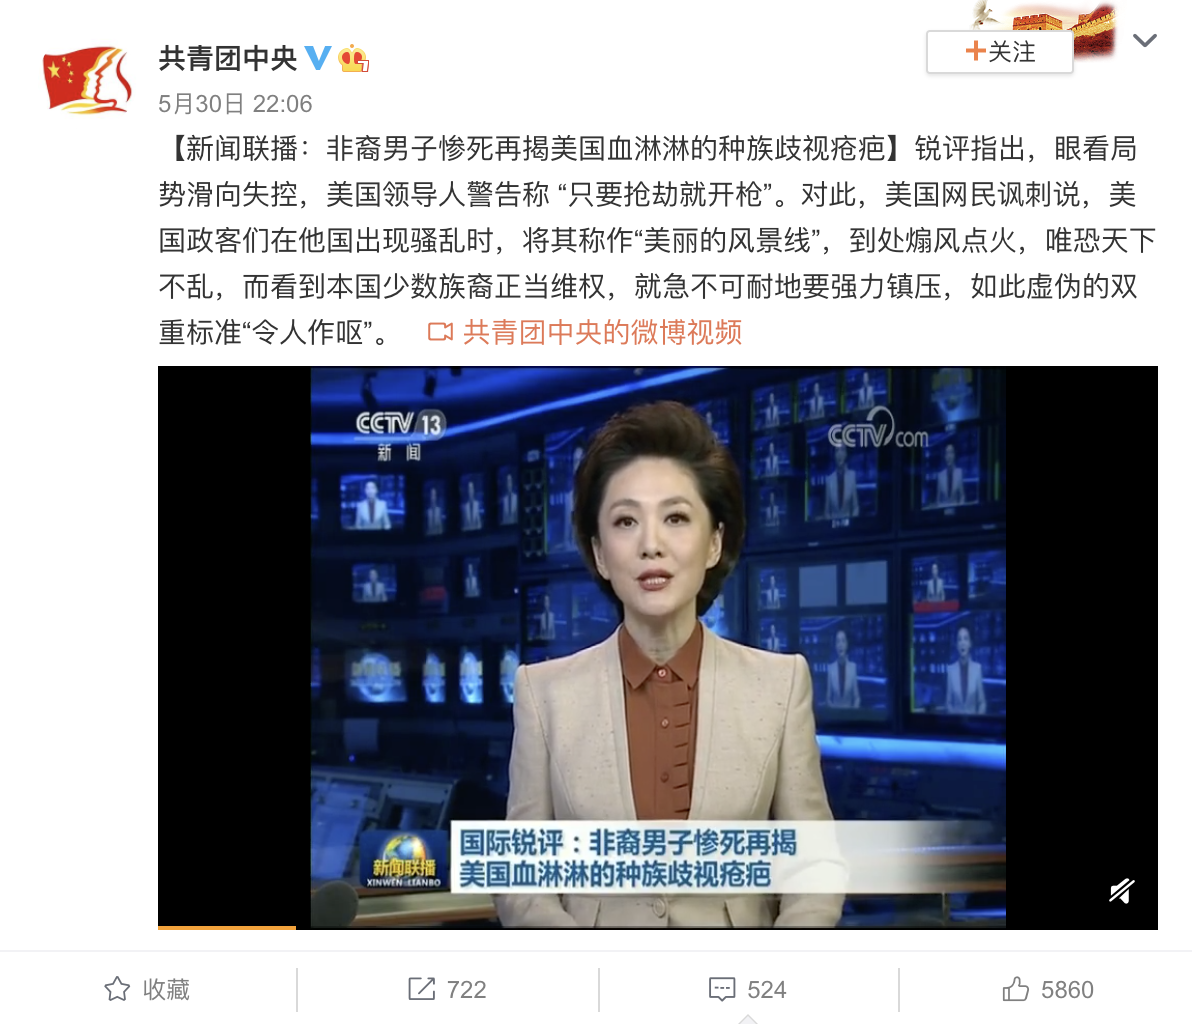 共青团中央
+关注
5月30日 22:06
【新闻联播：非裔男子惨死再揭美国血淋淋的种族歧视疮疤】锐评指出，眼看局
势滑向失控，美国领导人警告称 “只要抢劫就开枪”。对此，美国网民讽刺说，美
国政客们在他国出现骚乱时，将其称作“美丽的风景线”，到处煽风点火，唯恐天下
不乱，而看到本国少数族裔正当维权，就急不可耐地要强力镇压，如此虚伪的双
重标准“令人作呕”。 共青团中央的微博视频
CCTV 13
新闻
CCTV.com
国际锐评：非裔男子惨死再揭
美国血淋淋的种族歧视疮疤
新闻联播
XINWEN LIANBO
收藏
722
524
5860